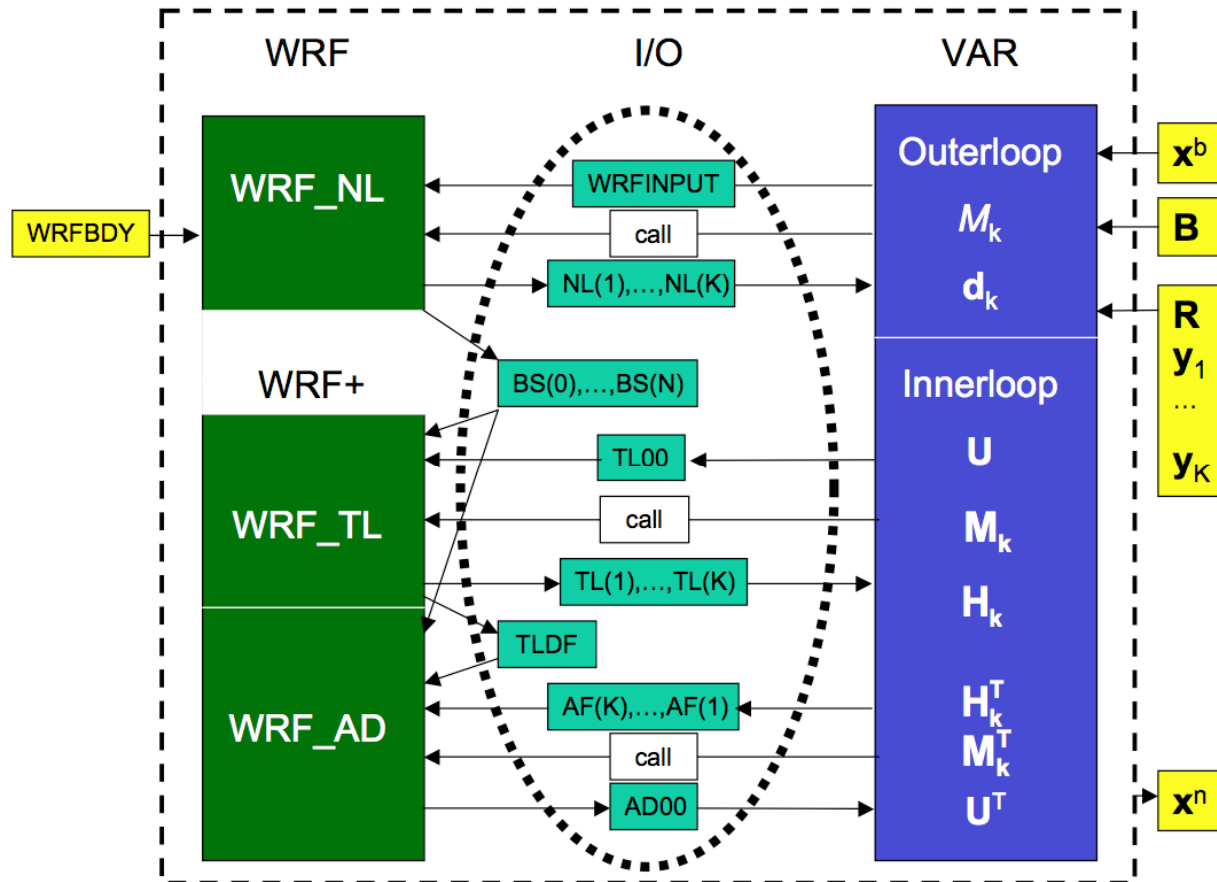 WRF I/O VAR
WRF_NL
WRFBDY
WRF+
WRF_TL
WRF_AD
WRFINPUT
call
NL(1),…,NL(K)
BS(0),…,BS(N)
TL00
call
TL(1),…,TL(K)
TLDF
AF(K),…,AF(1)
call
AD00
Outerloop
M_k
d_k
Innerloop
U
M_k
H_k
H_k^T
M_k^T
U^T
x^b
B
R
y_1
...
y_K
x^n